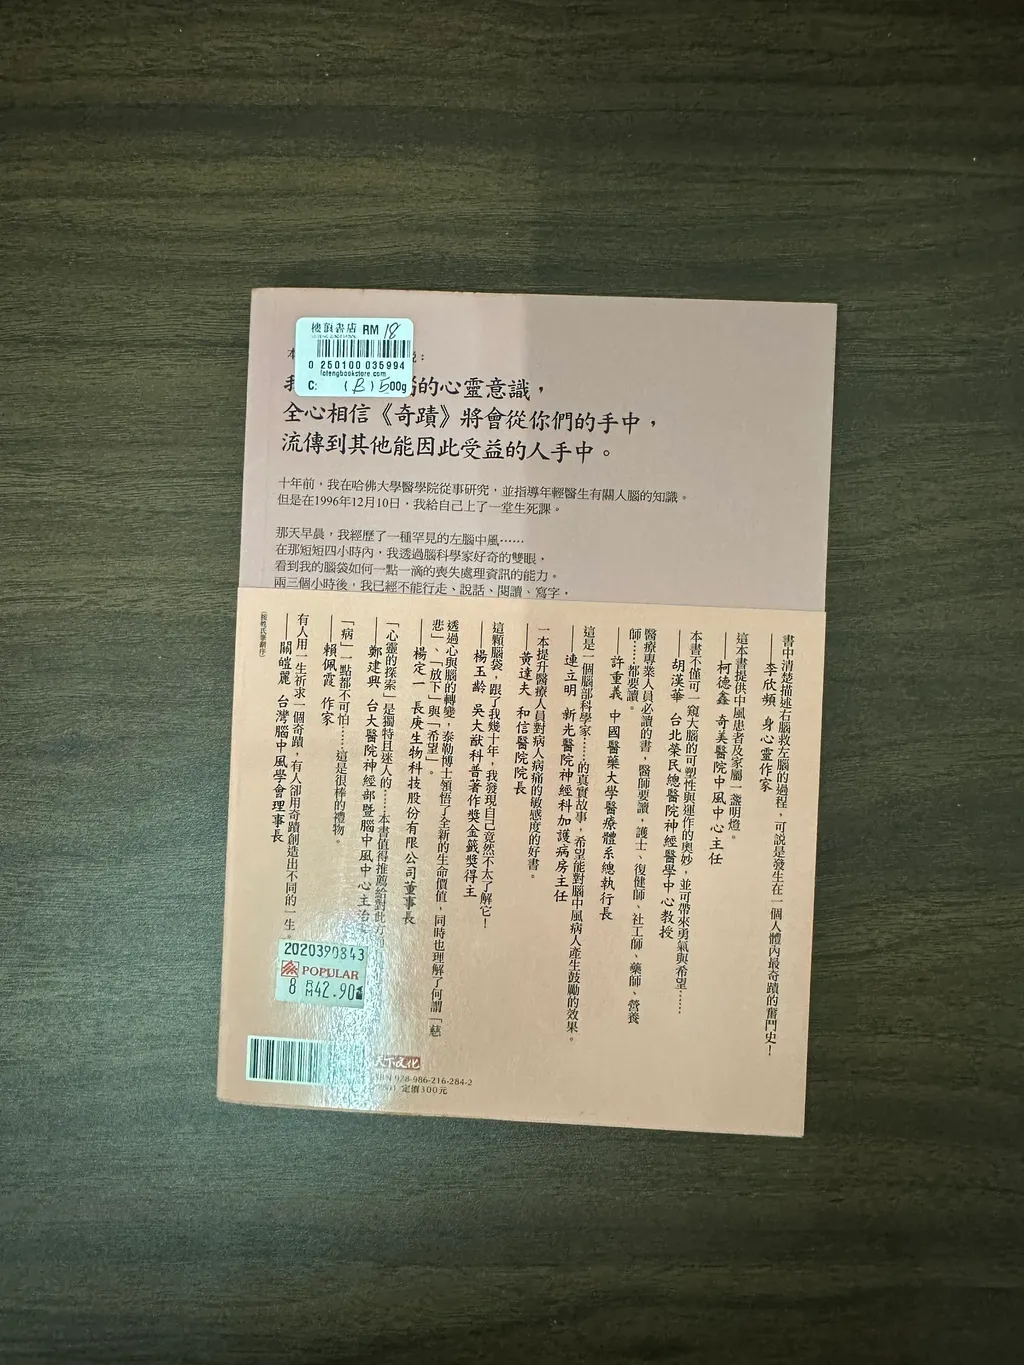 樓頂書店 RM 18
0 250100 035994
lotengbookstore.com
C: (B) 500g
的心靈意識，
全心相信《奇蹟》將會從你們的手中，
流傳到其他能因此受益的人手中。
十年前，我在哈佛大學醫學院從事研究，並指導年輕醫生有關人腦的知識。
但是在1996年12月10日，我給自己上了一堂生死課。
那天早晨，我經歷了一種罕見的左腦中風……
在那短短四小時內，我透過腦科學家好奇的雙眼，
看到我的腦袋如何一點一滴的喪失處理資訊的能力。
兩三個小時後，我已經不能行走、說話、閱讀、寫字，
書中清楚描述右腦救左腦的過程，可說是發生在一個人體內最奇蹟的奮鬥史！
——李欣頻 身心靈作家
這本書提供中風患者及家屬一盞明燈。
——柯德鑫 奇美醫院中風中心主任
本書不僅可一窺大腦的可塑性與運作的奧妙，並可帶來勇氣與希望……
——胡漢華 台北榮民總醫院神經醫學中心教授
醫療專業人員必讀的書，醫師要讀，護士、復健師、社工師、藥師、營養
師……都要讀。
——許重義 中國醫藥大學醫療體系總執行長
這是一個腦部科學家……的真實故事，希望能對腦中風病人產生鼓勵的效果。
——連立明 新光醫院神經科加護病房主任
一本提升醫療人員對病人病痛的敏感度的好書。
——黃達夫 和信醫院院長
這顆腦袋，跟了我幾十年，我發現自己竟然不太了解它！
——楊玉齡 吳大猷科普著作獎金籤獎得主
透過心與腦的轉變，泰勒博士領悟了全新的生命價值，同時也理解了何謂「慈
悲」、「放下」與「希望」。
——楊定一 長庚生物科技股份有限公司董事長
「心靈的探索」是獨特且迷人的……本書值得推薦給對此方面
——鄭建興 台大醫院神經部暨腦中風中心主治
「病」一點都不可怕……這是很棒的禮物。
——賴佩霞 作家
有人用一生祈求一個奇蹟，有人卻用奇蹟創造出不同的一生。
——關皚麗 台灣腦中風學會理事長
（按姓氏筆劃序）
2020390843
POPULAR
8 RM42.90
天下文化
978-986-216-284-2
定價300元